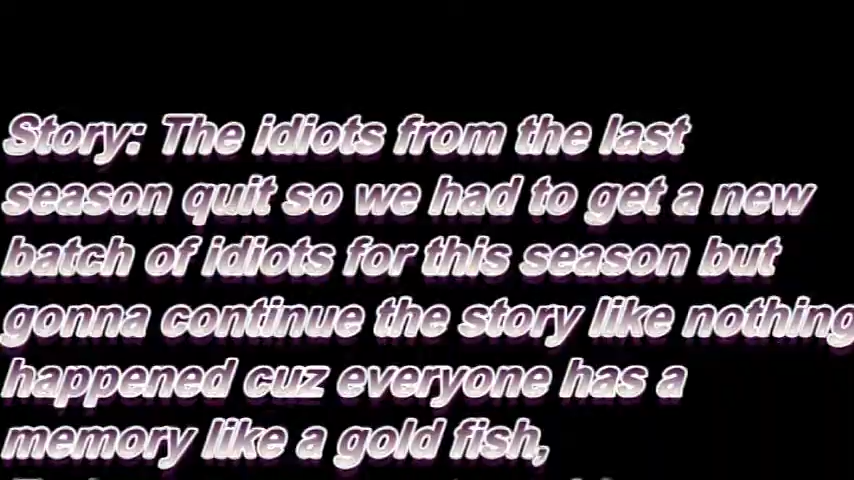 Story: The idiots from the last
season quit so we had to get a new
batch of idiots for this season but
gonna continue the story like nothing
happened cuz everyone has a
memory like a gold fish,